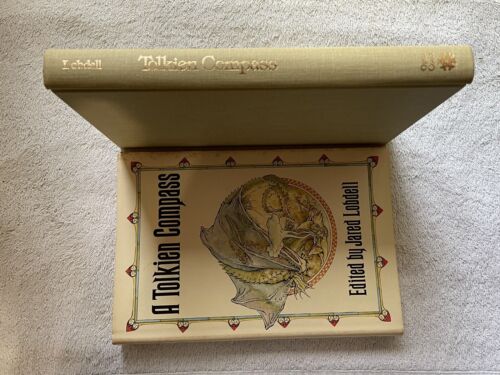 Lobdell Tolkien Compass
A Tolkien Compass
Edited by Jared Lobdell